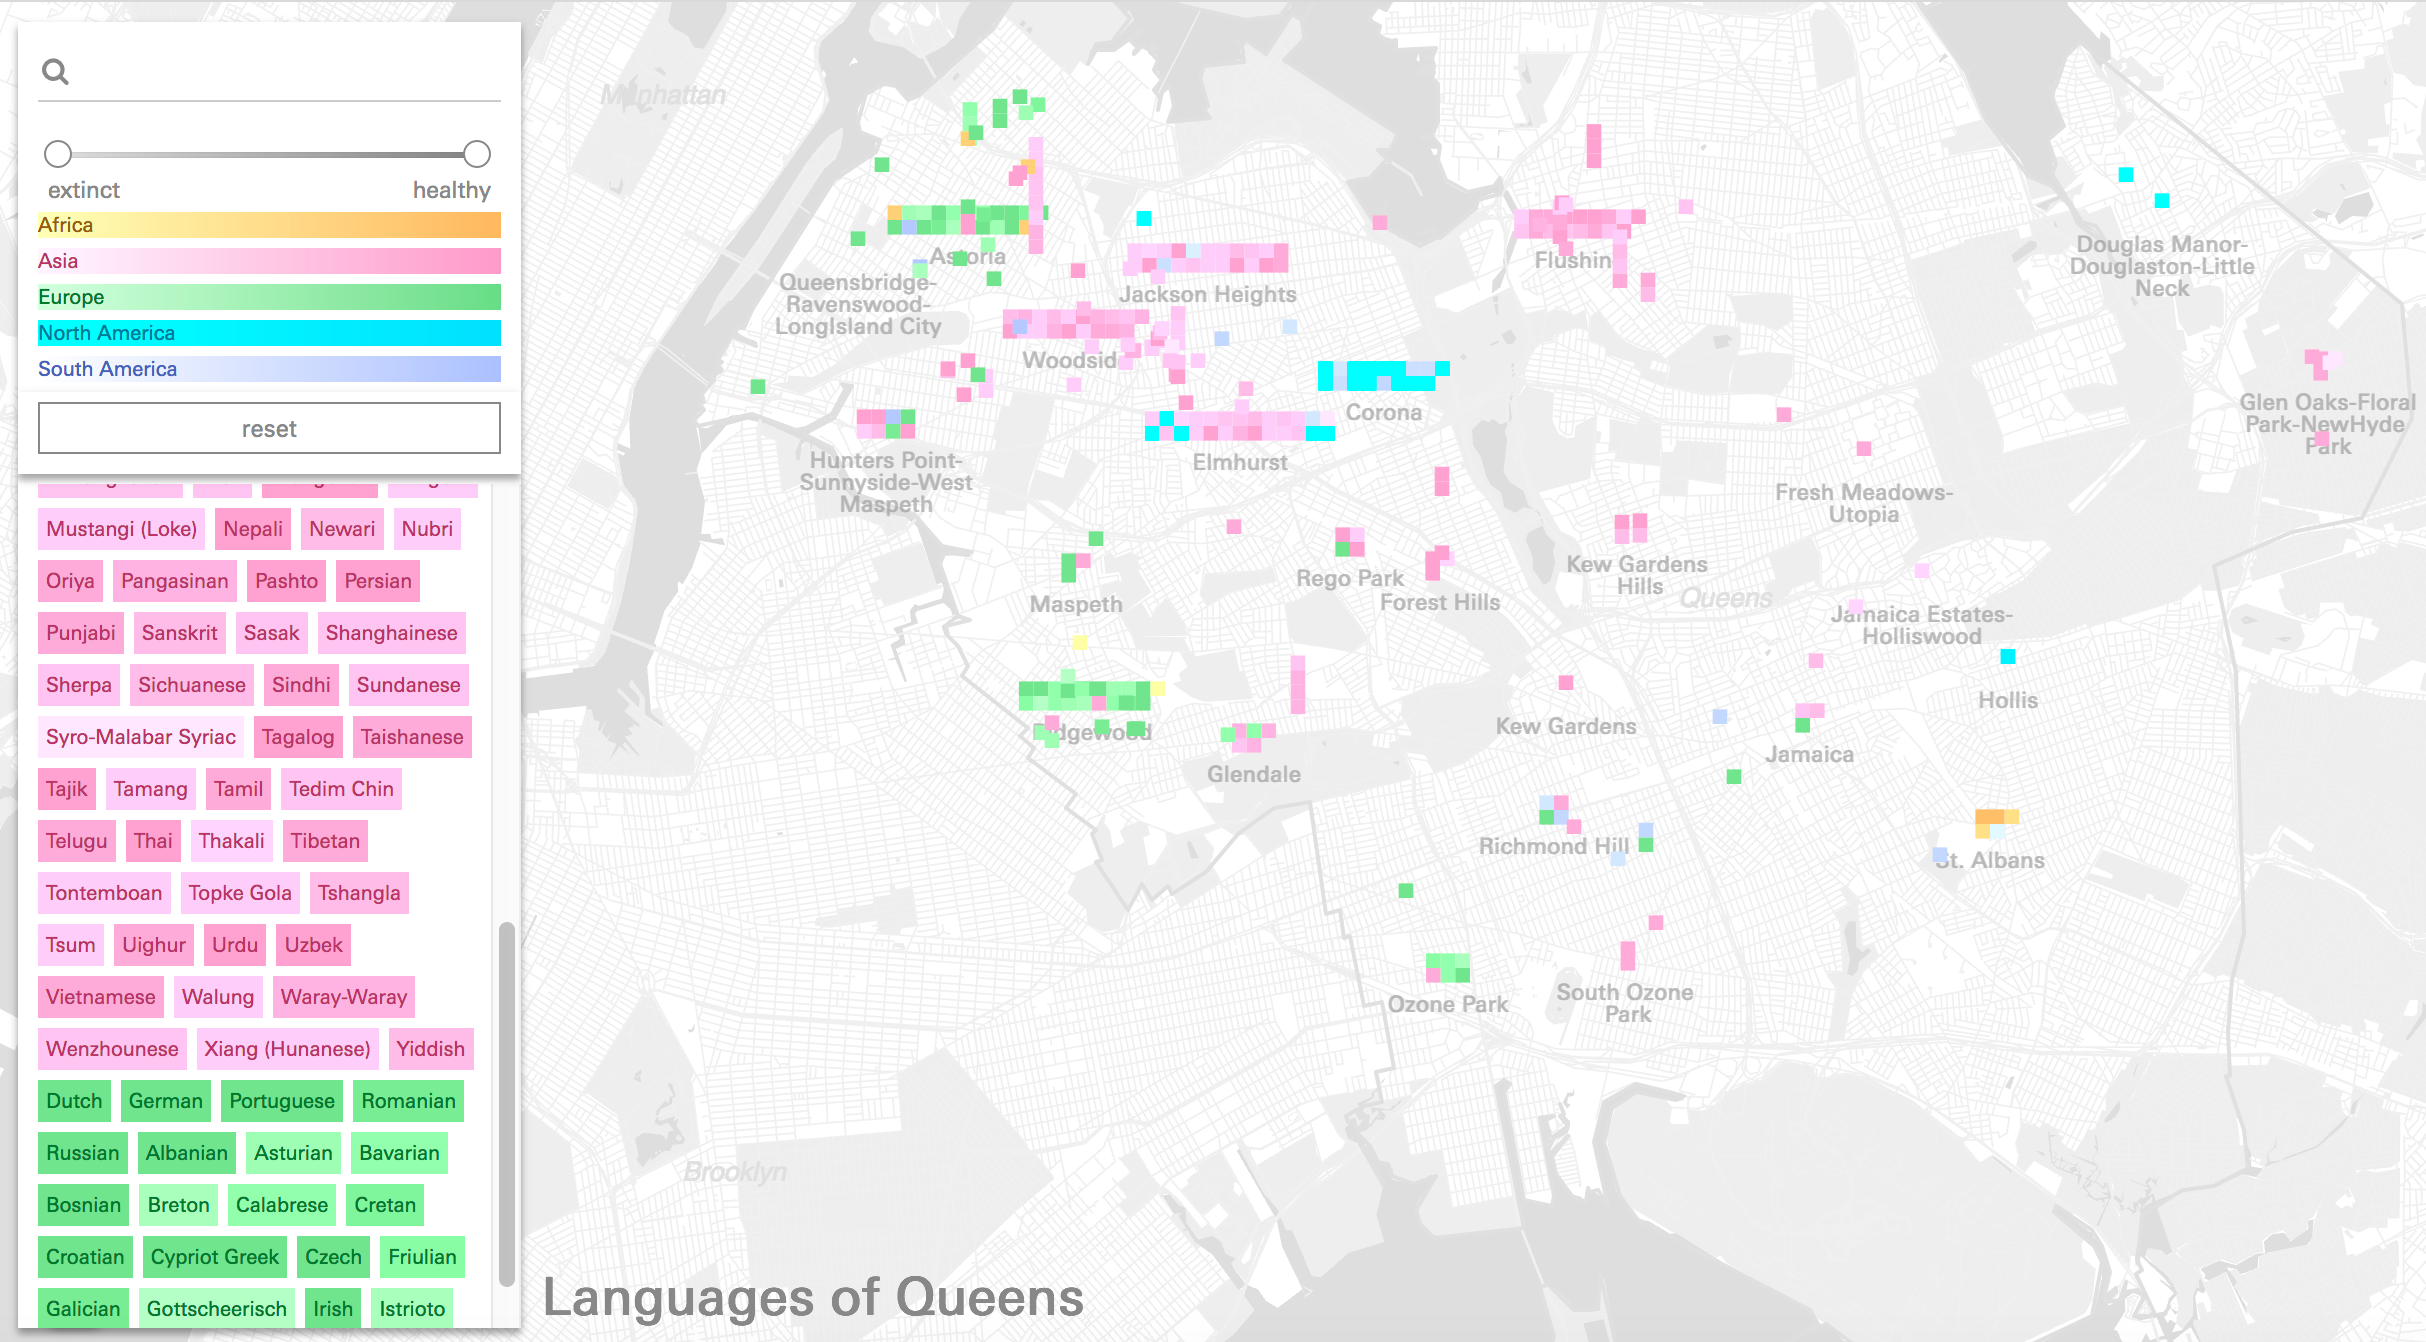 extinct healthy
Africa
Asia
Europe
North America
South America
reset
Mustangi (Loke) Nepali Newari Nubri
Oriya Pangasinan Pashto Persian
Punjabi Sanskrit Sasak Shanghainese
Sherpa Sichuanese Sindhi Sundanese
Syro-Malabar Syriac Tagalog Taishanese
Tajik Tamang Tamil Tedim Chin
Telugu Thai Thakali Tibetan
Tontemboan Topke Gola Tshangla
Tsum Uighur Urdu Uzbek
Vietnamese Walung Waray-Waray
Wenzhounese Xiang (Hunanese) Yiddish
Dutch German Portuguese Romanian
Russian Albanian Asturian Bavarian
Bosnian Breton Calabrese Cretan
Croatian Cypriot Greek Czech Friulian
Galician Gottscheerisch Irish Istrioto
Manhattan
Astoria
Queensbridge-
Ravenswood-
LongIsland City
Jackson Heights
Woodsid
Flushin
Douglas Manor-
Douglaston-Little
Neck
Corona
Elmhurst
Hunters Point-
Sunnyside-West
Maspeth
Glen Oaks-Floral
Park-NewHyde
Park
Fresh Meadows-
Utopia
Kew Gardens
Hills
Rego Park
Forest Hills
Maspeth
Queens
Jamaica Estates-
Holliswood
Hollis
Kew Gardens
Ridgewood
Jamaica
Glendale
Richmond Hill
St. Albans
Ozone Park
South Ozone
Park
Brooklyn
Languages of Queens